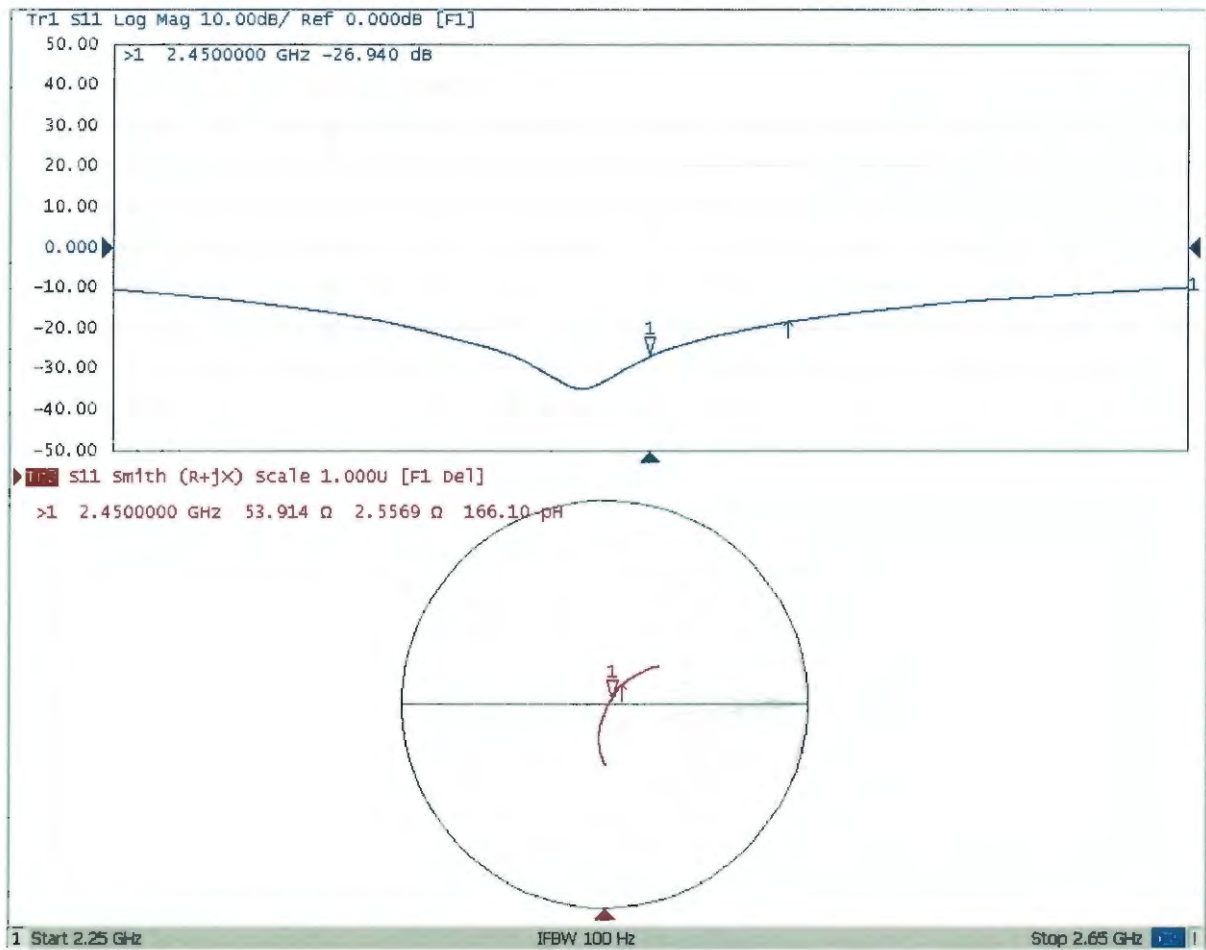 Tr1 S11 Log Mag 10.00dB/ Ref 0.000dB [F1]
50.00
>1 2.4500000 GHz -26.940 dB
40.00
30.00
20.00
10.00
0.000
-10.00
1
-20.00
1
-30.00
-40.00
-50.00
S11 Smith (R+jX) Scale 1.000U [F1 Del]
>1 2.4500000 GHz 53.914 Ω 2.5569 Ω 166.10 pH
1
1 Start 2.25 GHz IFBW 100 Hz Stop 2.65 GHz